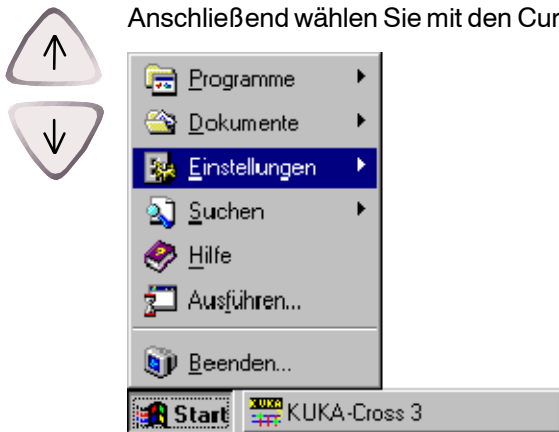 Anschließend wählen Sie mit den Cur
Programme
Dokumente
Einstellungen
Suchen
Hilfe
Ausführen...
Beenden...
Start
KUKA
KUKA-Cross 3